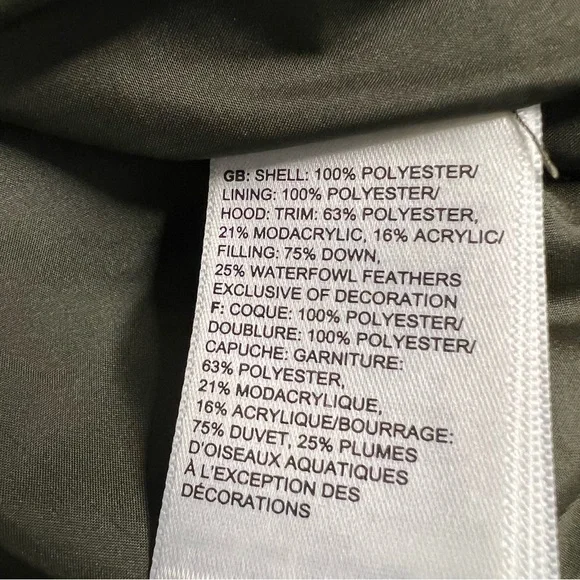 GB: SHELL: 100% POLYESTER/
LINING: 100% POLYESTER/
HOOD: TRIM: 63% POLYESTER,
21% MODACRYLIC, 16% ACRYLIC/
FILLING: 75% DOWN,
25% WATERFOWL FEATHERS
EXCLUSIVE OF DECORATION
F: COQUE: 100% POLYESTER/
DOUBLURE: 100% POLYESTER/
CAPUCHE: GARNITURE:
63% POLYESTER,
21% MODACRYLIQUE,
16% ACRYLIQUE/BOURRAGE:
75% DUVET, 25% PLUMES
D'OISEAUX AQUATIQUES
À L'EXCEPTION DES
DÉCORATIONS